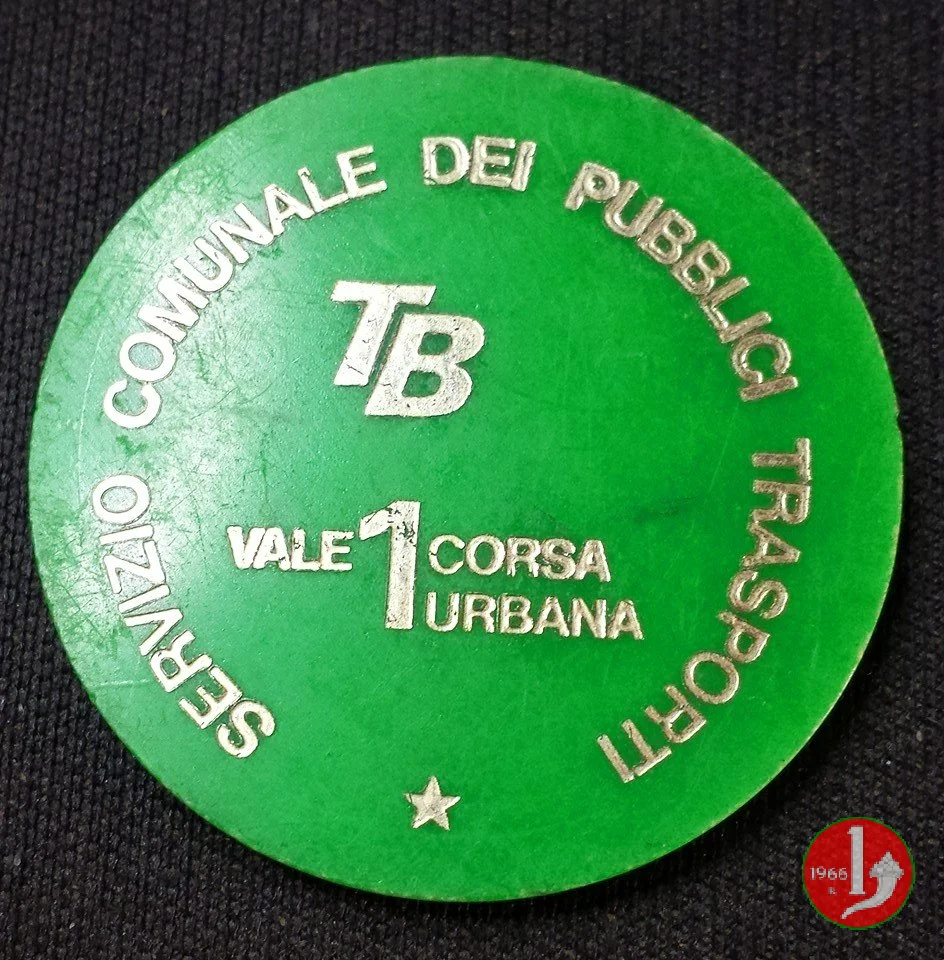 SERVIZIO COMUNALE DEI PUBBLICI TRASPORTI
TB
VALE 1 CORSA
URBANA
1966